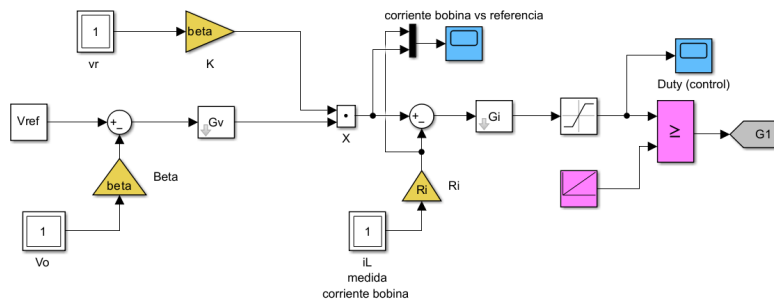 corriente bobina vs referencia
1
vr
beta
K
Duty (control)
Vref
+
−
Gv
X
+
−
Gi
≥
G1
beta
Beta
Ri
Ri
1
Vo
1
iL
medida
corriente bobina